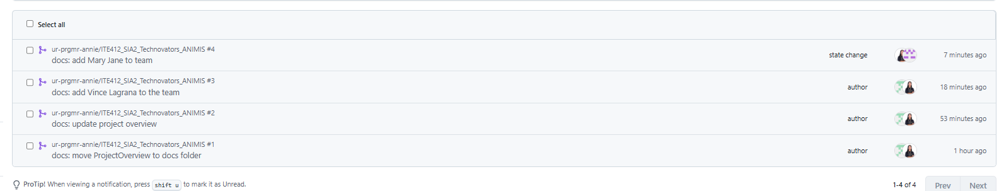 Select all
ur-prgmr-annie/ITE412_SIA2_Technovators_ANIMIS #4
docs: add Mary Jane to team
state change
7 minutes ago
ur-prgmr-annie/ITE412_SIA2_Technovators_ANIMIS #3
docs: add Vince Lagrana to the team
author
18 minutes ago
ur-prgmr-annie/ITE412_SIA2_Technovators_ANIMIS #2
docs: update project overview
author
53 minutes ago
ur-prgmr-annie/ITE412_SIA2_Technovators_ANIMIS #1
docs: move ProjectOverview to docs folder
author
1 hour ago
ProTip! When viewing a notification, press shift u to mark it as Unread.
1-4 of 4
Prev
Next